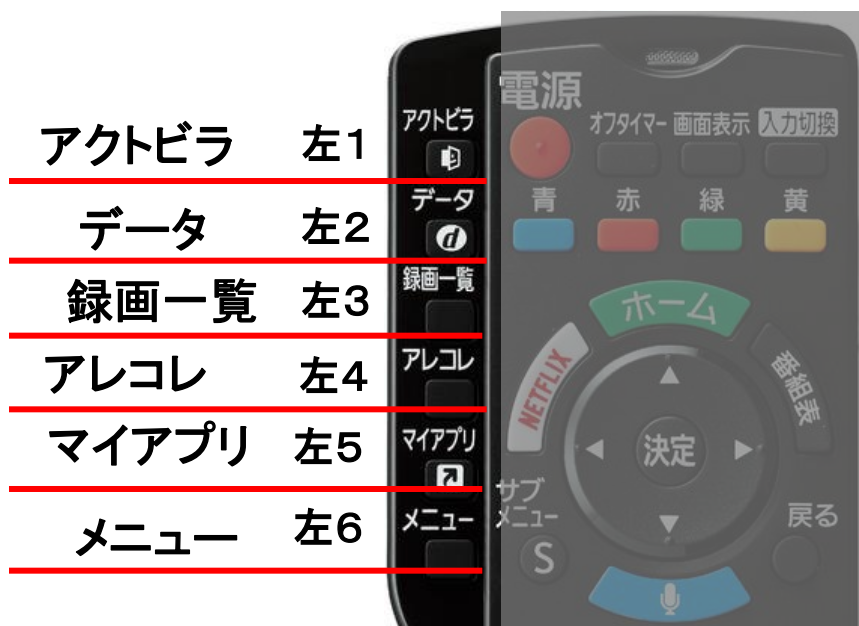 電源
アクトビラ 左1 アクトビラ オフタイマー 画面表示 入力切換
データ 左2 データ 青 赤 緑 黄
d
録画一覧 左3 録画一覧
ホーム
アレコレ 左4 アレコレ NETFLIX 番組表
マイアプリ 左5 マイアプリ 決定
サブ
メニュー 左6 メニュー メニュー 戻る
S